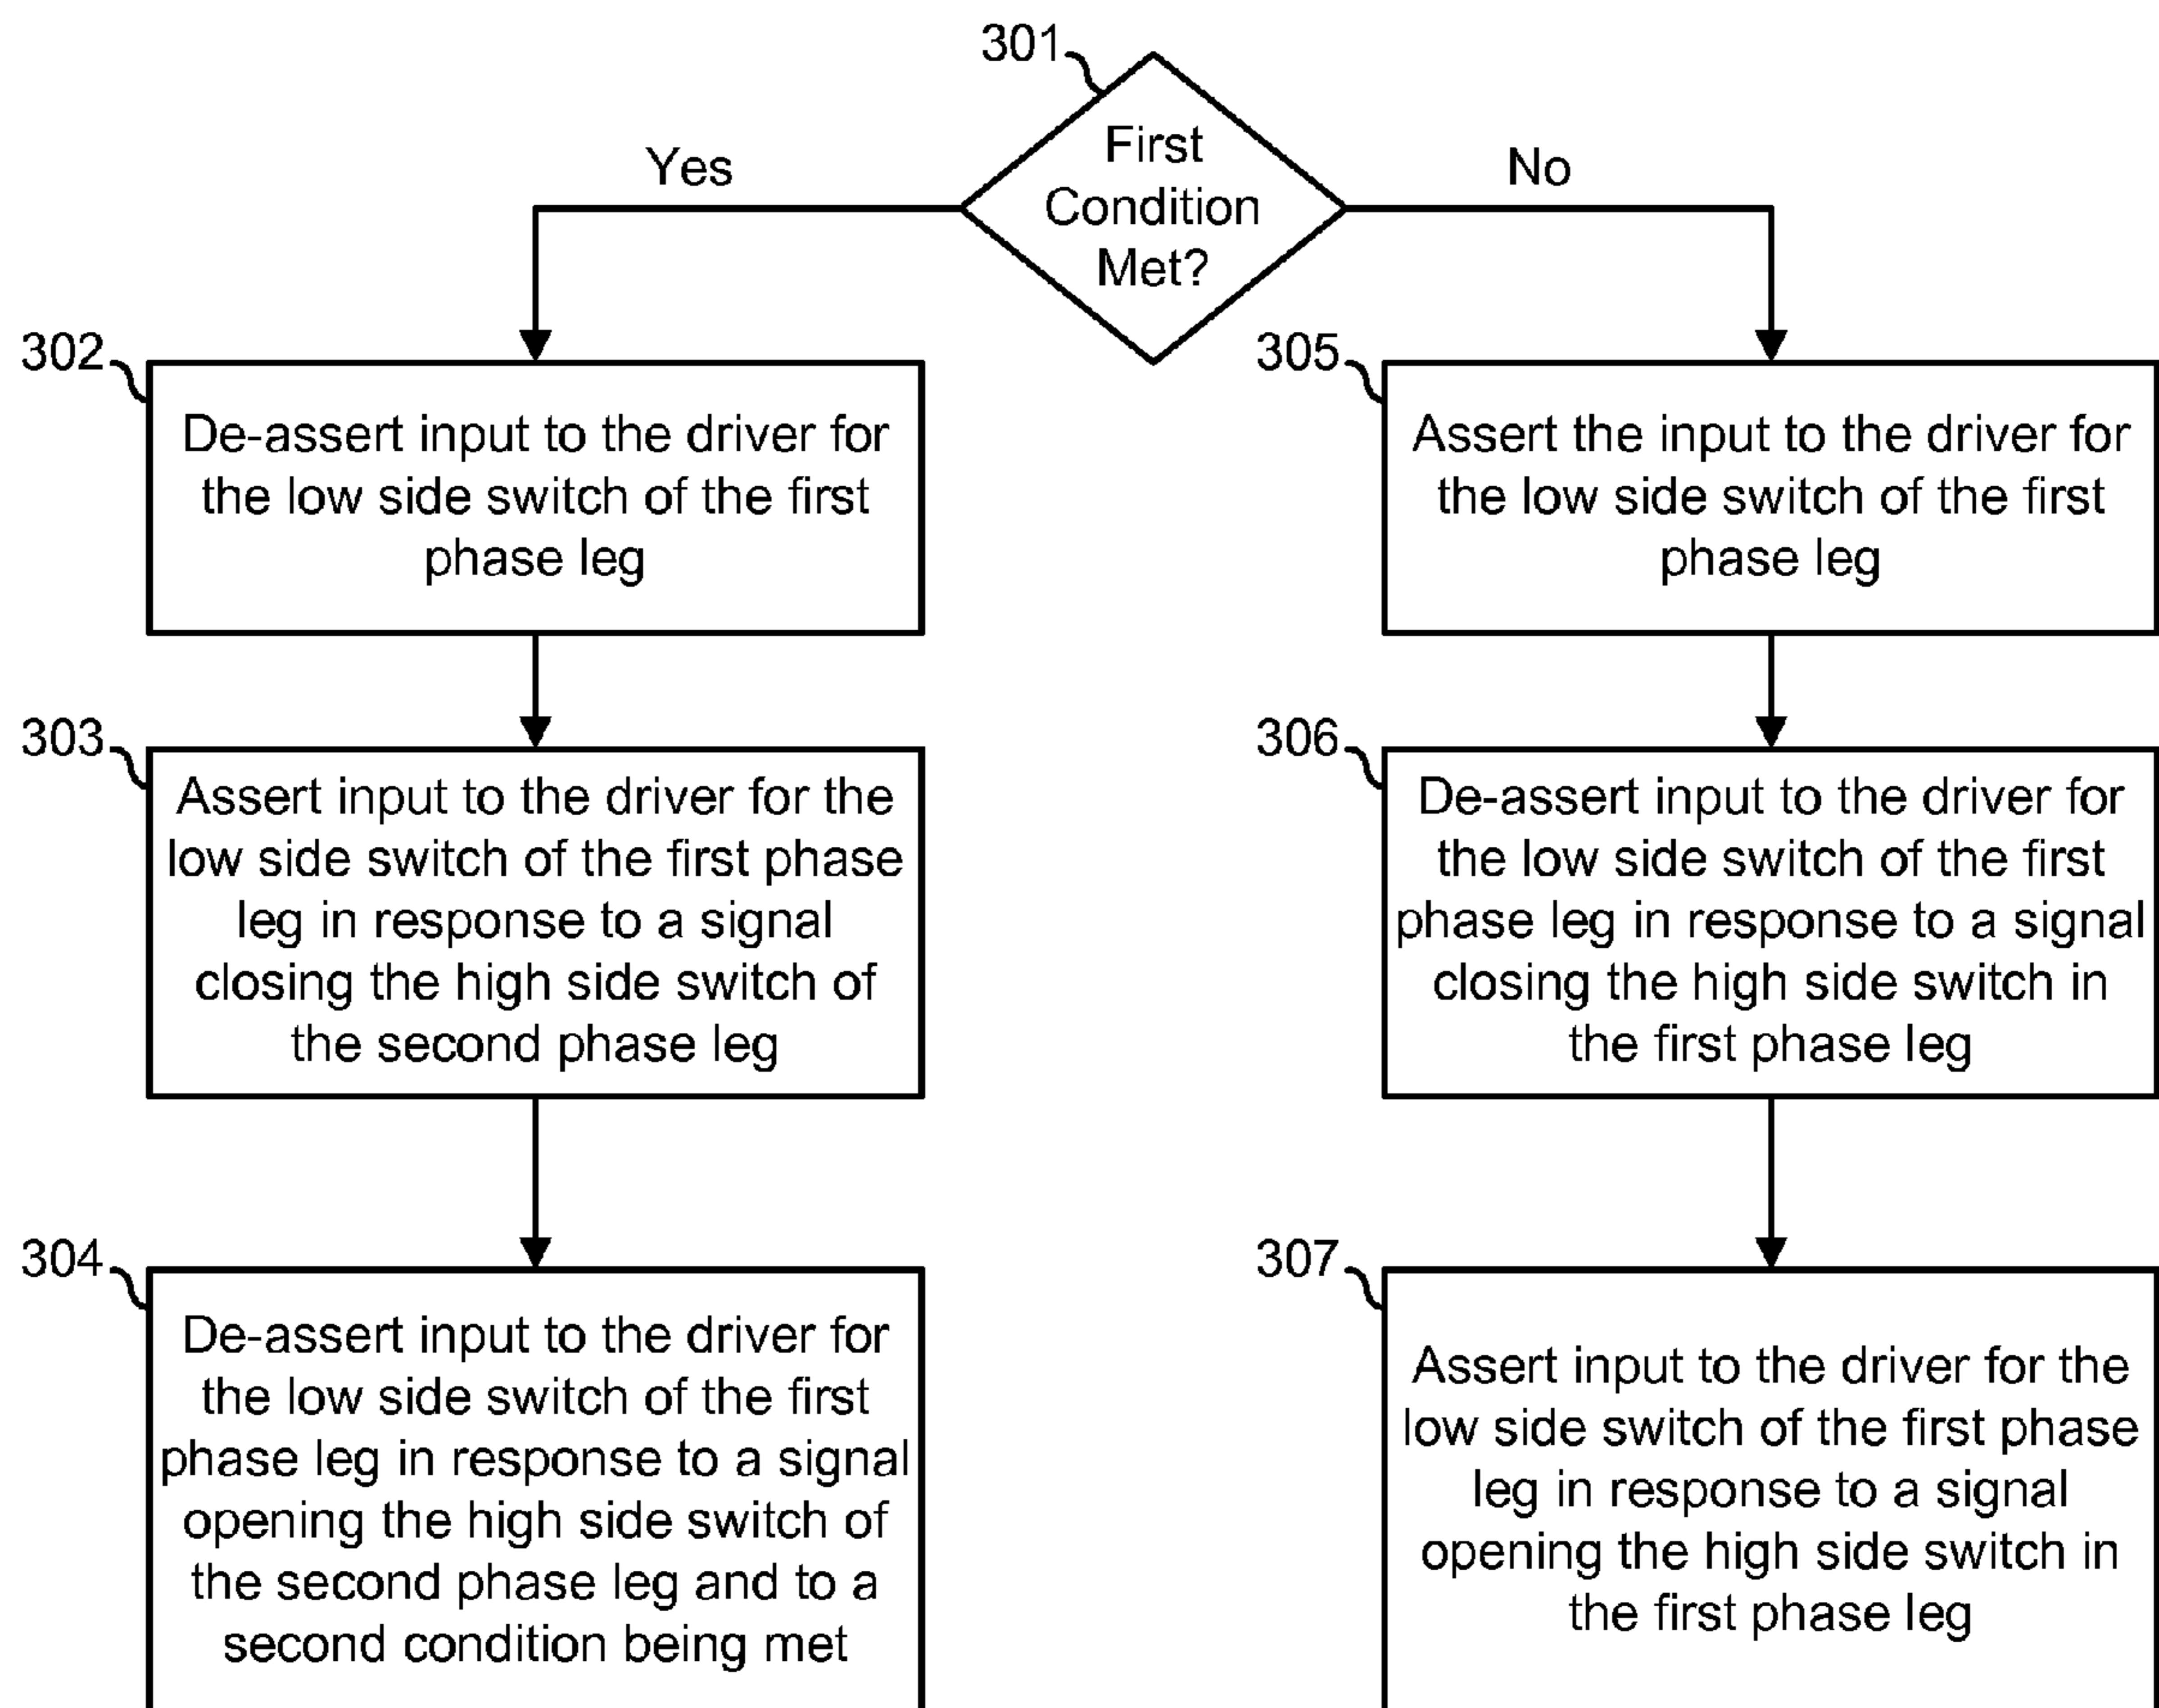 301
First
Condition
Met?
Yes
No
302
De-assert input to the driver for
the low side switch of the first
phase leg
303
Assert input to the driver for the
low side switch of the first phase
leg in response to a signal
closing the high side switch of
the second phase leg
304
De-assert input to the driver for
the low side switch of the first
phase leg in response to a signal
opening the high side switch of
the second phase leg and to a
second condition being met
305
Assert the input to the driver for
the low side switch of the first
phase leg
306
De-assert input to the driver for
the low side switch of the first
phase leg in response to a signal
closing the high side switch in
the first phase leg
307
Assert input to the driver for the
low side switch of the first phase
leg in response to a signal
opening the high side switch in
the first phase leg